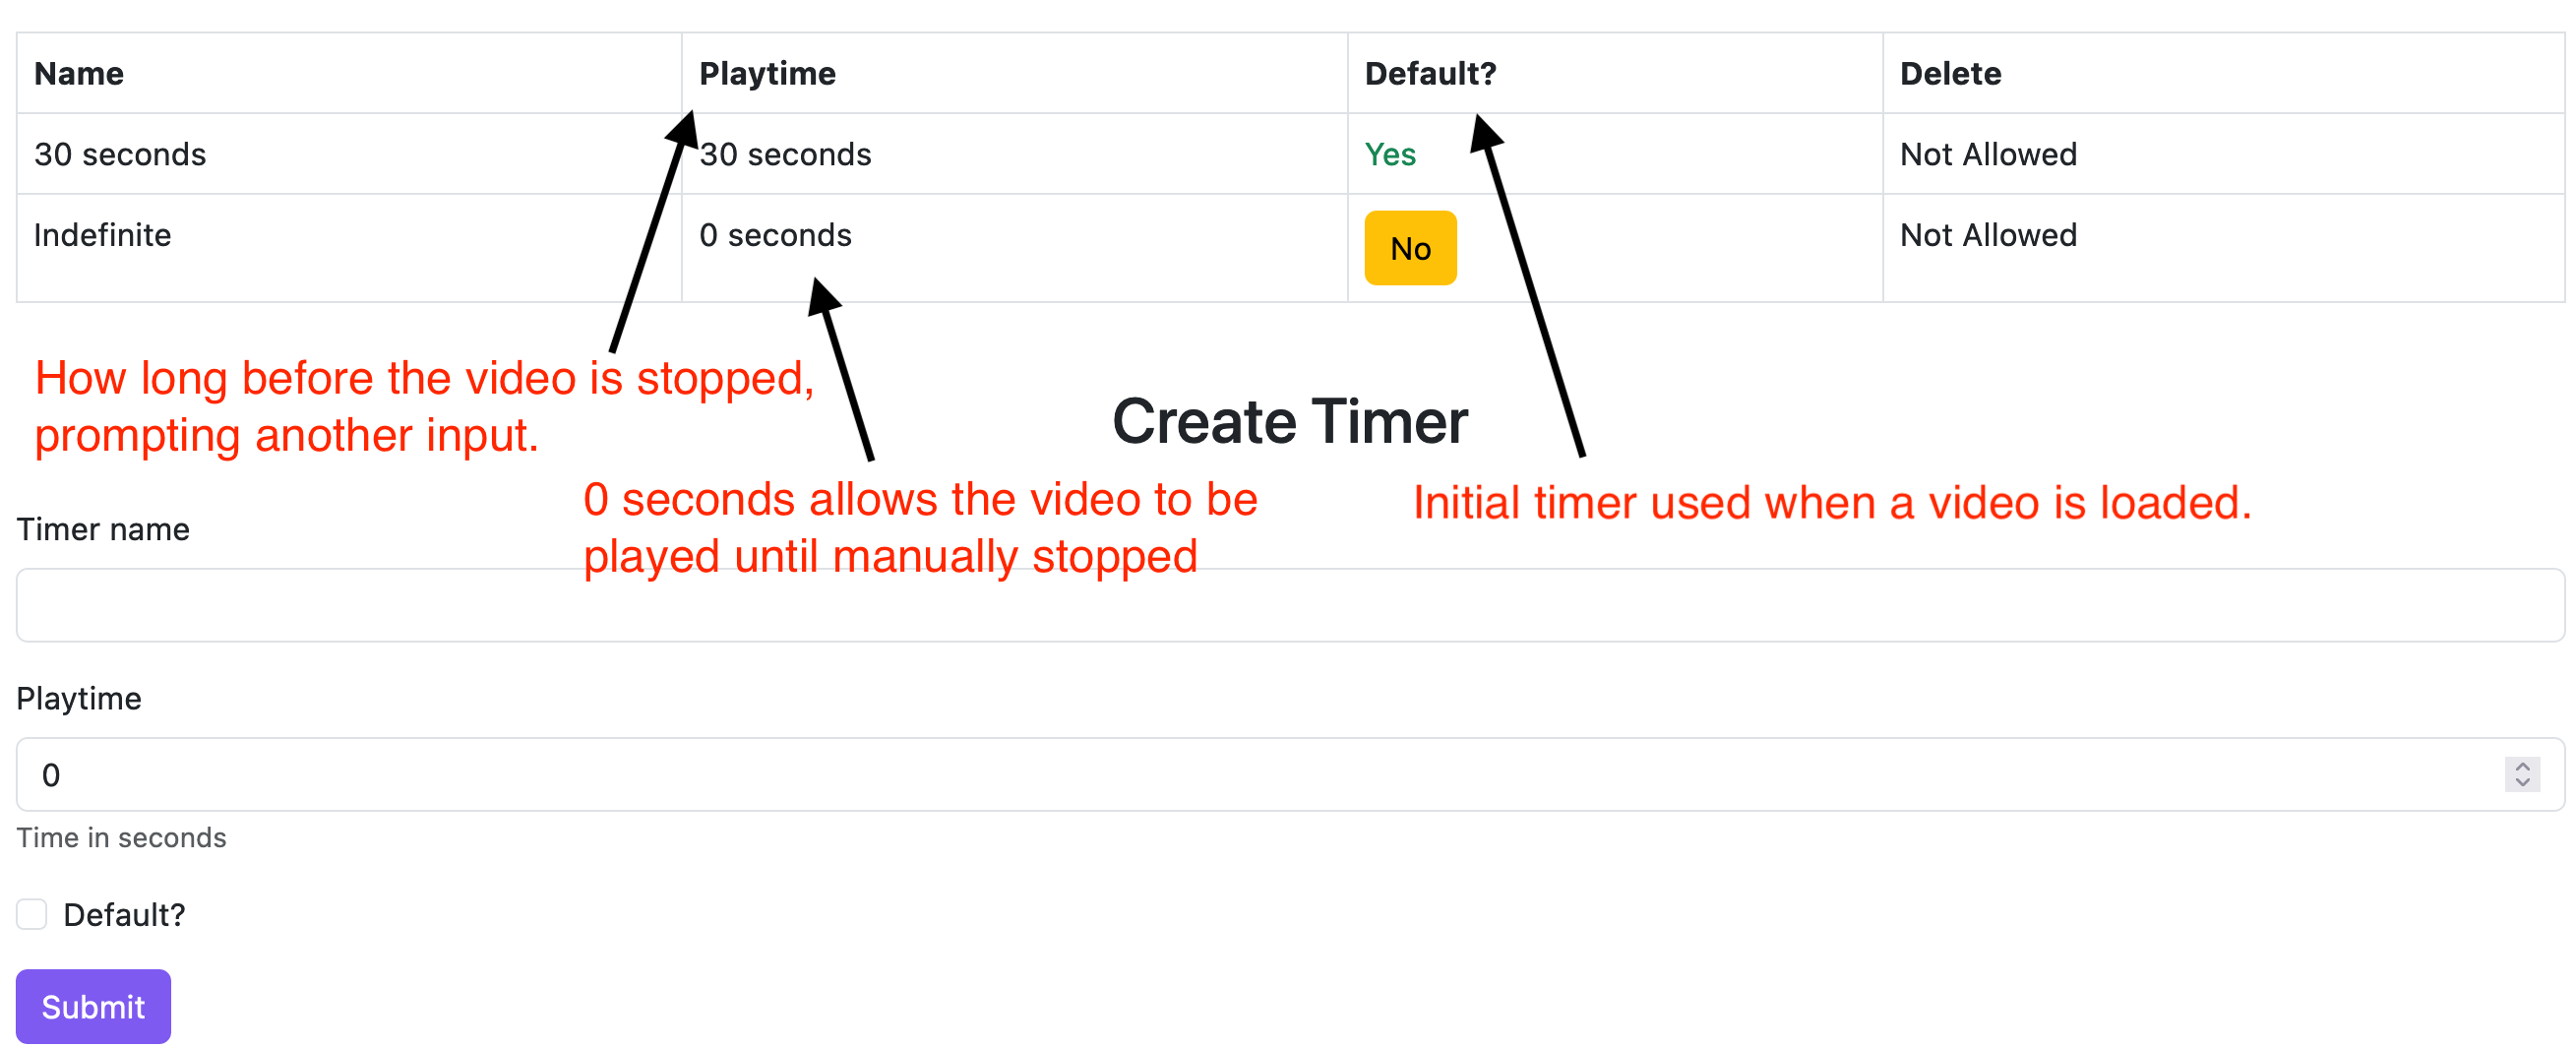 Name Playtime Default? Delete
30 seconds 30 seconds Yes Not Allowed
Indefinite 0 seconds No Not Allowed
How long before the video is stopped,
prompting another input.
Create Timer
0 seconds allows the video to be
played until manually stopped
Initial timer used when a video is loaded.
Timer name
Playtime
0
Time in seconds
Default?
Submit